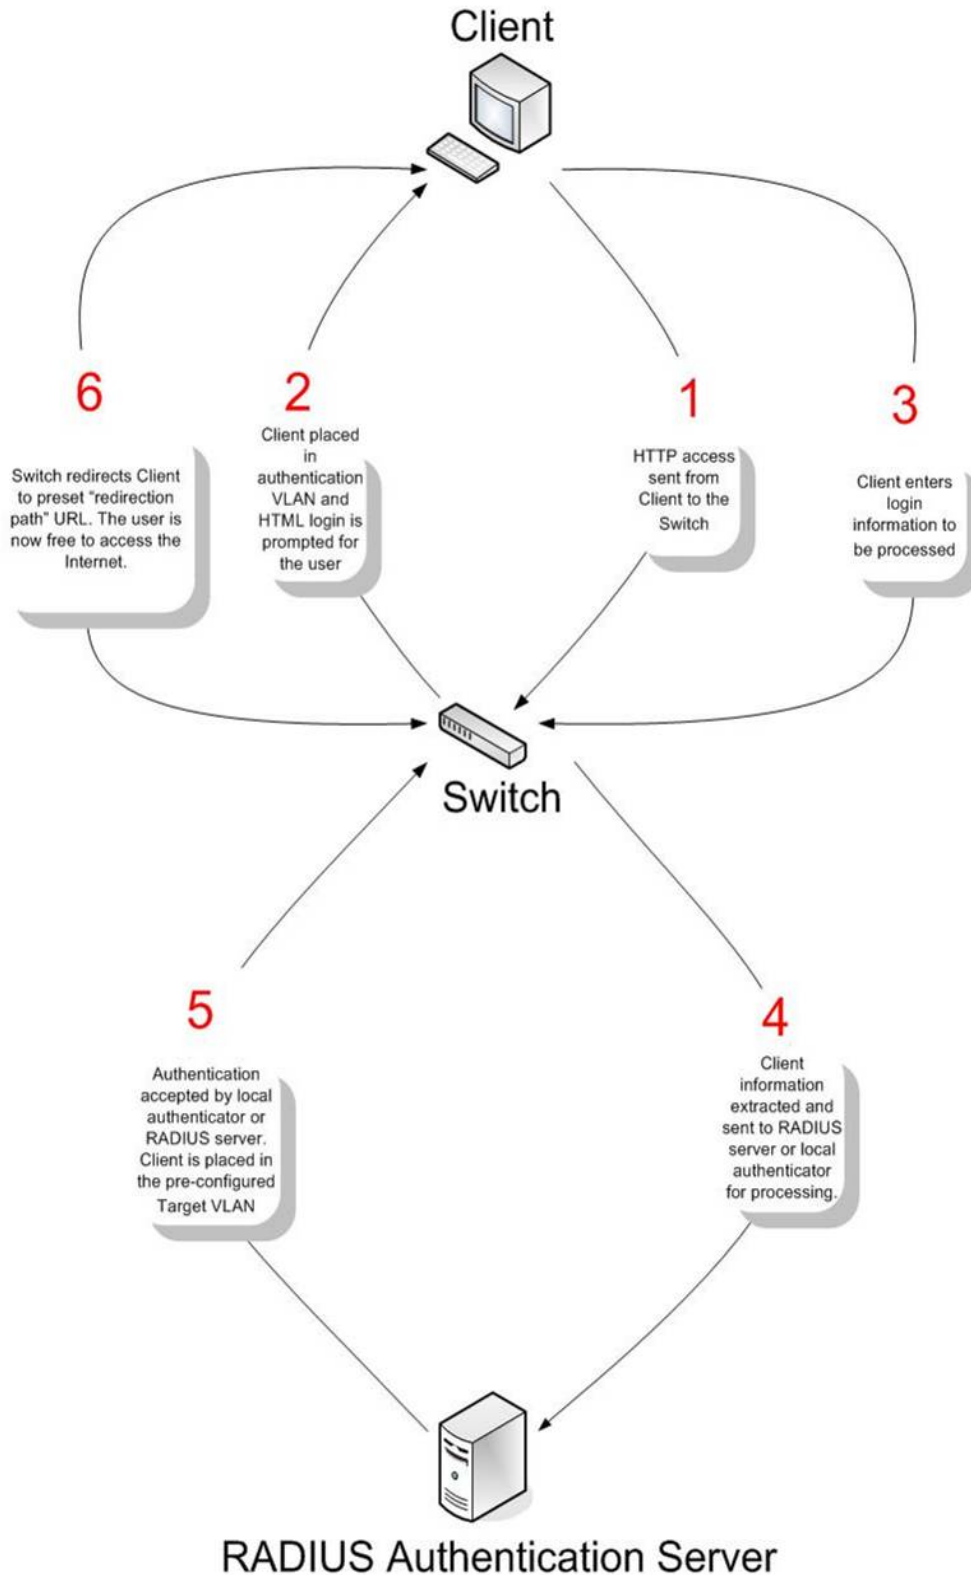 Client
6
Switch redirects Client
to preset “redirection
path” URL. The user is
now free to access the
Internet.
2
Client placed
in
authentication
VLAN and
HTML login is
prompted for
the user
1
HTTP access
sent from
Client to the
Switch
3
Client enters
login
information to
be processed
Switch
5
Authentication
accepted by local
authenticator or
RADIUS server.
Client is placed in
the pre-configured
Target VLAN
4
Client
information
extracted and
sent to RADIUS
server or local
authenticator
for processing.
RADIUS Authentication Server